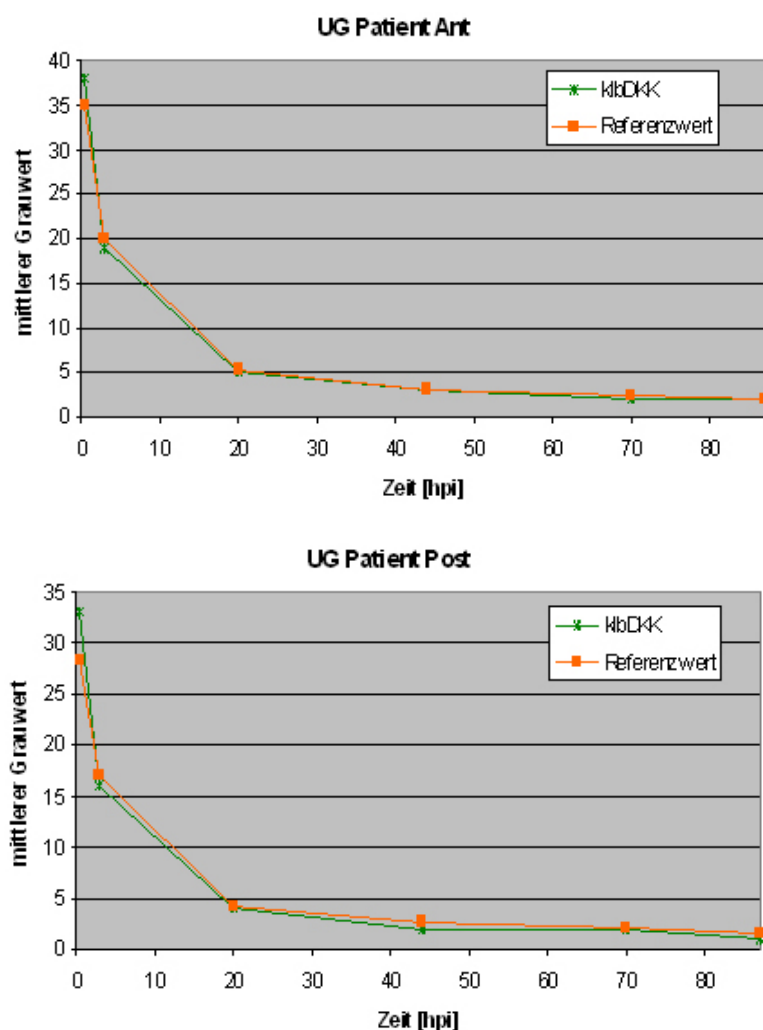 UG Patient Ant
40
35
30
25
20
15
10
5
0
mittlerer Grauwert
klbDKK
Referenzwert
0 10 20 30 40 50 60 70 80
Zeit [hpi]
UG Patient Post
35
30
25
20
15
10
5
0
mittlerer Grauwert
klbDKK
Referenzwert
0 10 20 30 40 50 60 70 80
Zeit [hpi]